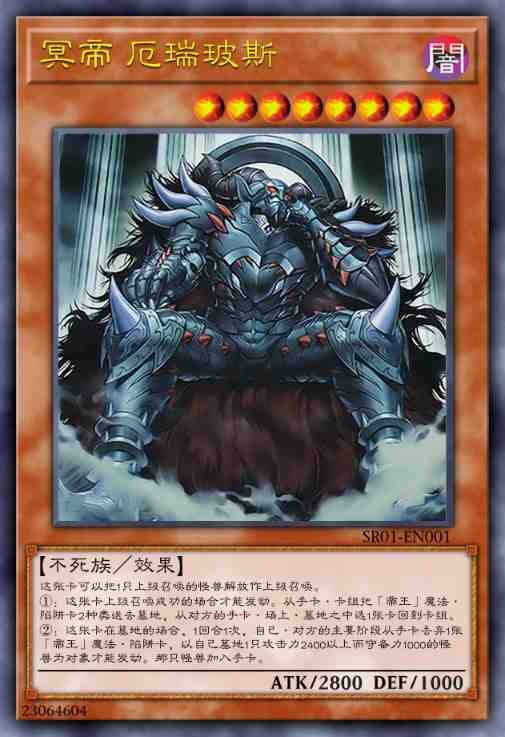 冥帝 厄瑞玻斯
闇
SR01-EN001
【不死族／效果】
这张卡可以把1只上级召唤的怪兽解放作上级召唤。
①：这张卡上级召唤成功的场合才能发动。从手卡·卡组把「帝王」魔法·
陷阱卡2种类送去墓地，从对方的手卡·场上·墓地之中选1张卡回到卡组。
②：这张卡在墓地的场合，1回合1次，自己·对方的主要阶段从手卡丢弃1张
「帝王」魔法·陷阱卡，以自己墓地1只攻击力2400以上而守备力1000的怪
兽为对象才能发动。那只怪兽加入手卡。
ATK/2800 DEF/1000
23064604